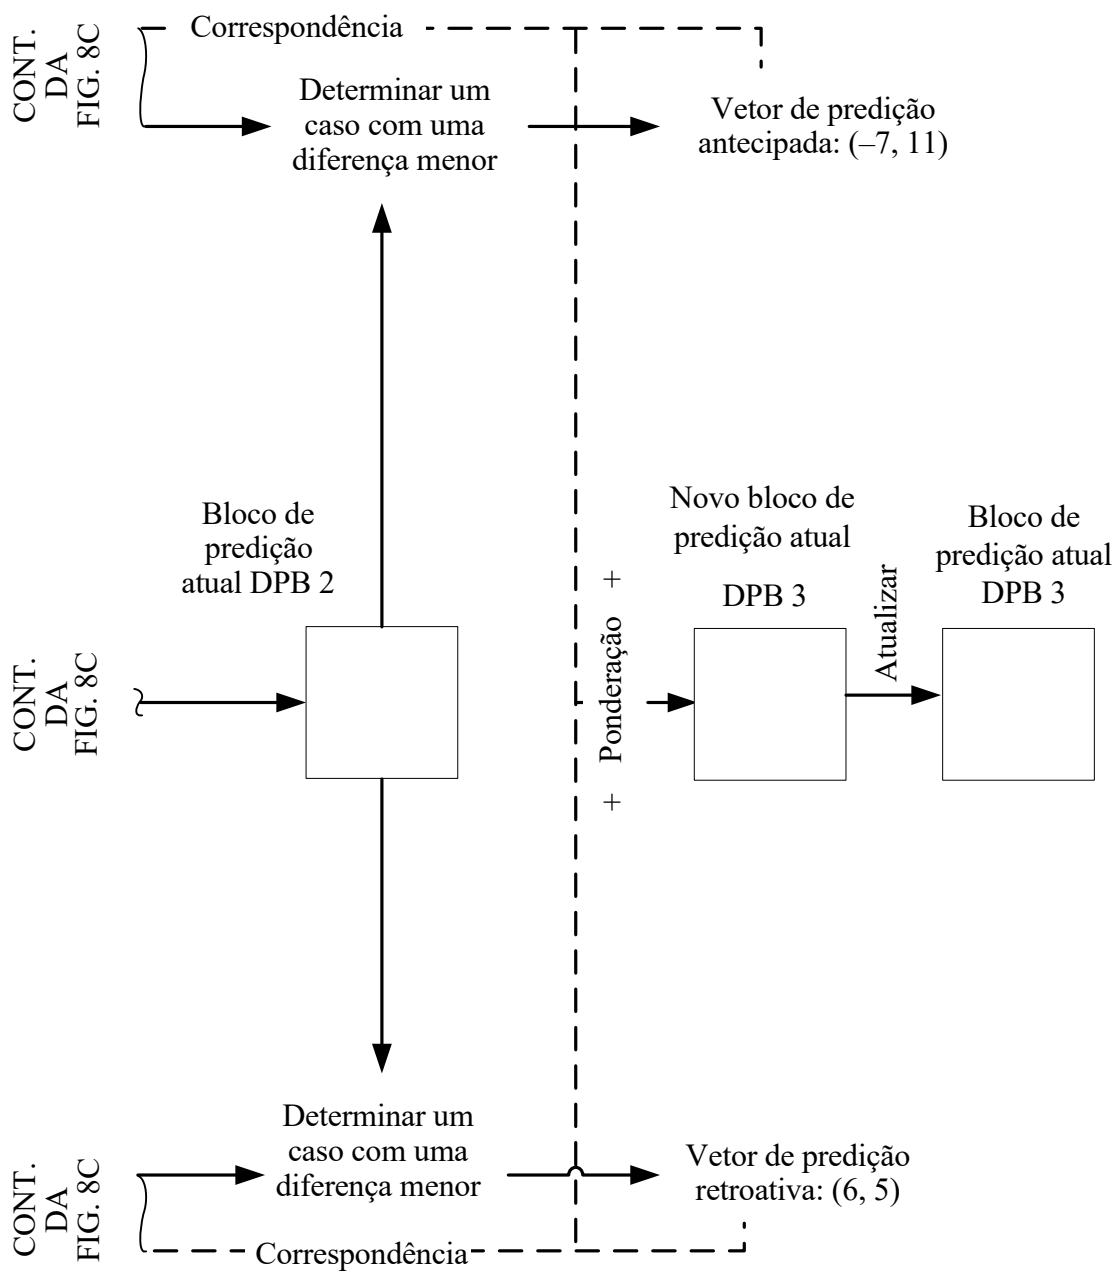 CONT.
DA
FIG. 8C
Correspondência
Determinar um
caso com uma
diferença menor
Vetor de predição
antecipada: (–7, 11)
CONT.
DA
FIG. 8C
Bloco de
predição
atual DPB 2
+ Ponderação +
Novo bloco de
predição atual
DPB 3
Atualizar
Bloco de
predição atual
DPB 3
CONT.
DA
FIG. 8C
Determinar um
caso com uma
diferença menor
Correspondência
Vetor de predição
retroativa: (6, 5)